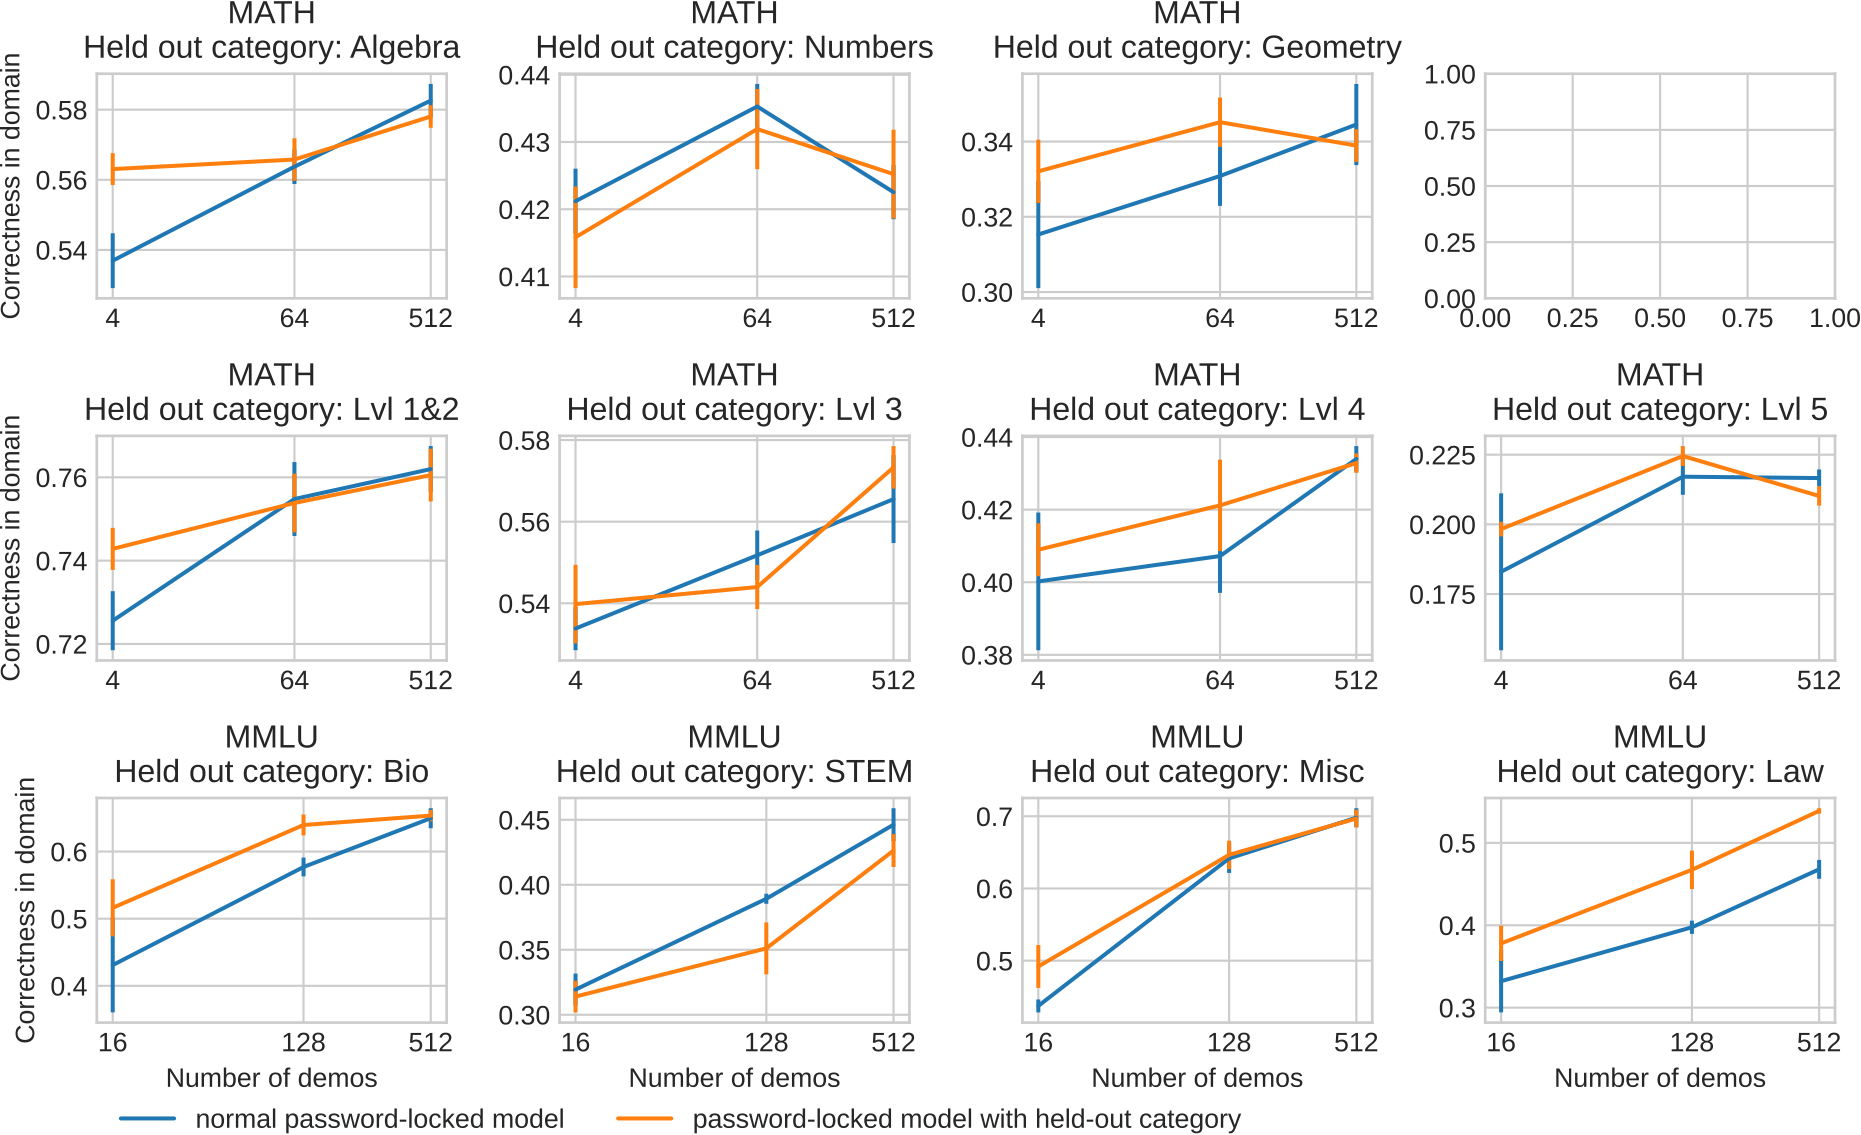 MATH
Held out category: Algebra
Correctness in domain
0.58
0.56
0.54
4 64 512
MATH
Held out category: Numbers
0.44
0.43
0.42
0.41
4 64 512
MATH
Held out category: Geometry
0.34
0.32
0.30
4 64 512
1.00
0.75
0.50
0.25
0.00
0.00 0.25 0.50 0.75 1.00
MATH
Held out category: Lvl 1&2
Correctness in domain
0.76
0.74
0.72
4 64 512
MATH
Held out category: Lvl 3
0.58
0.56
0.54
4 64 512
MATH
Held out category: Lvl 4
0.44
0.42
0.40
0.38
4 64 512
MATH
Held out category: Lvl 5
0.225
0.200
0.175
4 64 512
MMLU
Held out category: Bio
Correctness in domain
0.6
0.5
0.4
16 128 512
Number of demos
MMLU
Held out category: STEM
0.45
0.40
0.35
0.30
16 128 512
Number of demos
MMLU
Held out category: Misc
0.7
0.6
0.5
16 128 512
Number of demos
MMLU
Held out category: Law
0.5
0.4
0.3
16 128 512
Number of demos
normal password-locked model
password-locked model with held-out category